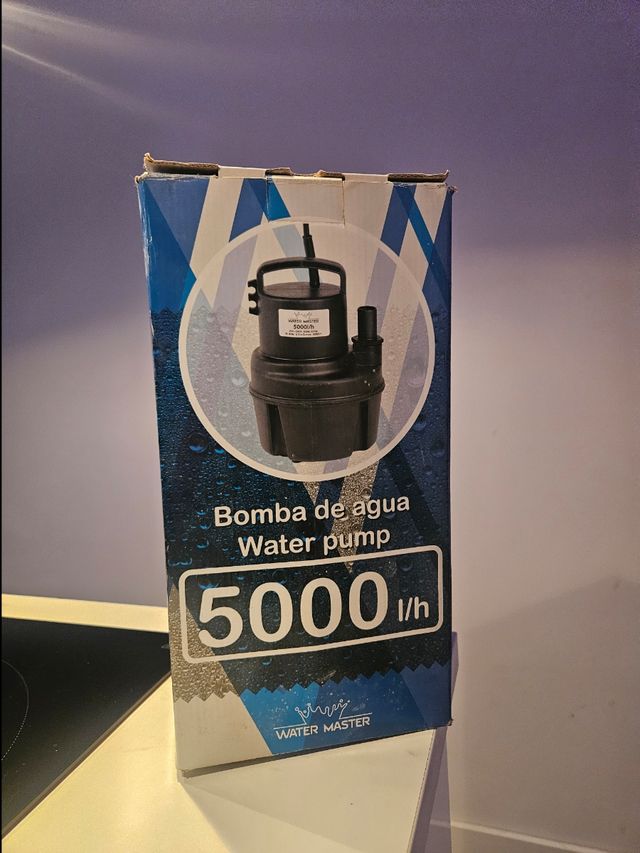 WATER MASTER
5000l/h
Bomba de agua
Water pump
5000 l/h
WATER MASTER